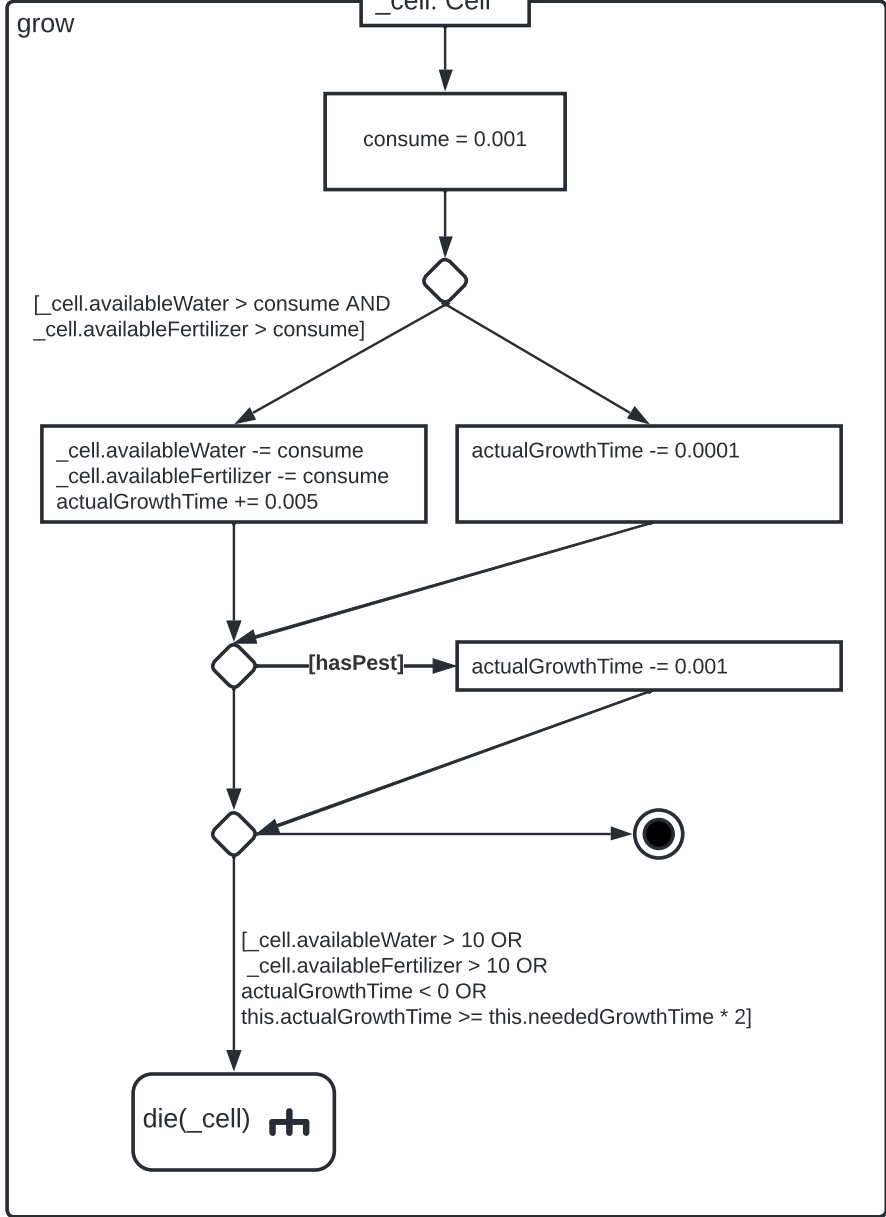 _cell: Cell
grow
consume = 0.001
[_cell.availableWater > consume AND
_cell.availableFertilizer > consume]
_cell.availableWater -= consume
_cell.availableFertilizer -= consume
actualGrowthTime += 0.005
actualGrowthTime -= 0.0001
[hasPest]
actualGrowthTime -= 0.001
[_cell.availableWater > 10 OR
_cell.availableFertilizer > 10 OR
actualGrowthTime < 0 OR
this.actualGrowthTime >= this.neededGrowthTime * 2]
die(_cell)